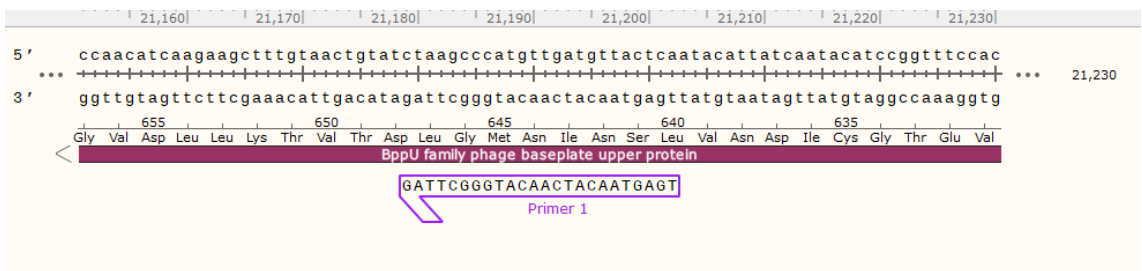 21,160 21,170 21,180 21,190 21,200 21,210 21,220 21,230
5′ ccaacatcaagaagctttgtaactgtatctaagcccatgttgatgttactcaatacattatcaatacatccggtttccac
••• ••• 21,230
3′ ggttgtagttcttcgaaacattgacatagattcgggtacaactacaatgagttatgtaatagttatgtaggccaaaggtg
655 650 645 640 635
Gly Val Asp Leu Leu Lys Thr Val Thr Asp Leu Gly Met Asn Ile Asn Ser Leu Val Asn Asp Ile Cys Gly Thr Glu Val
BppU family phage baseplate upper protein
GATTCGGGTACAACTACAATGAGT
Primer 1